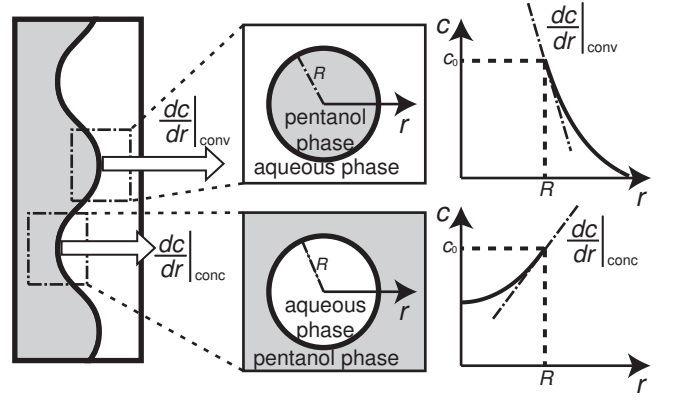 dc
dr
conv
dc
dr
conc
R
r
pentanol
phase
aqueous phase
R
r
aqueous
phase
pentanol phase
c
c₀
dc
dr
conv
R
r
c
c₀
dc
dr
conc
R
r